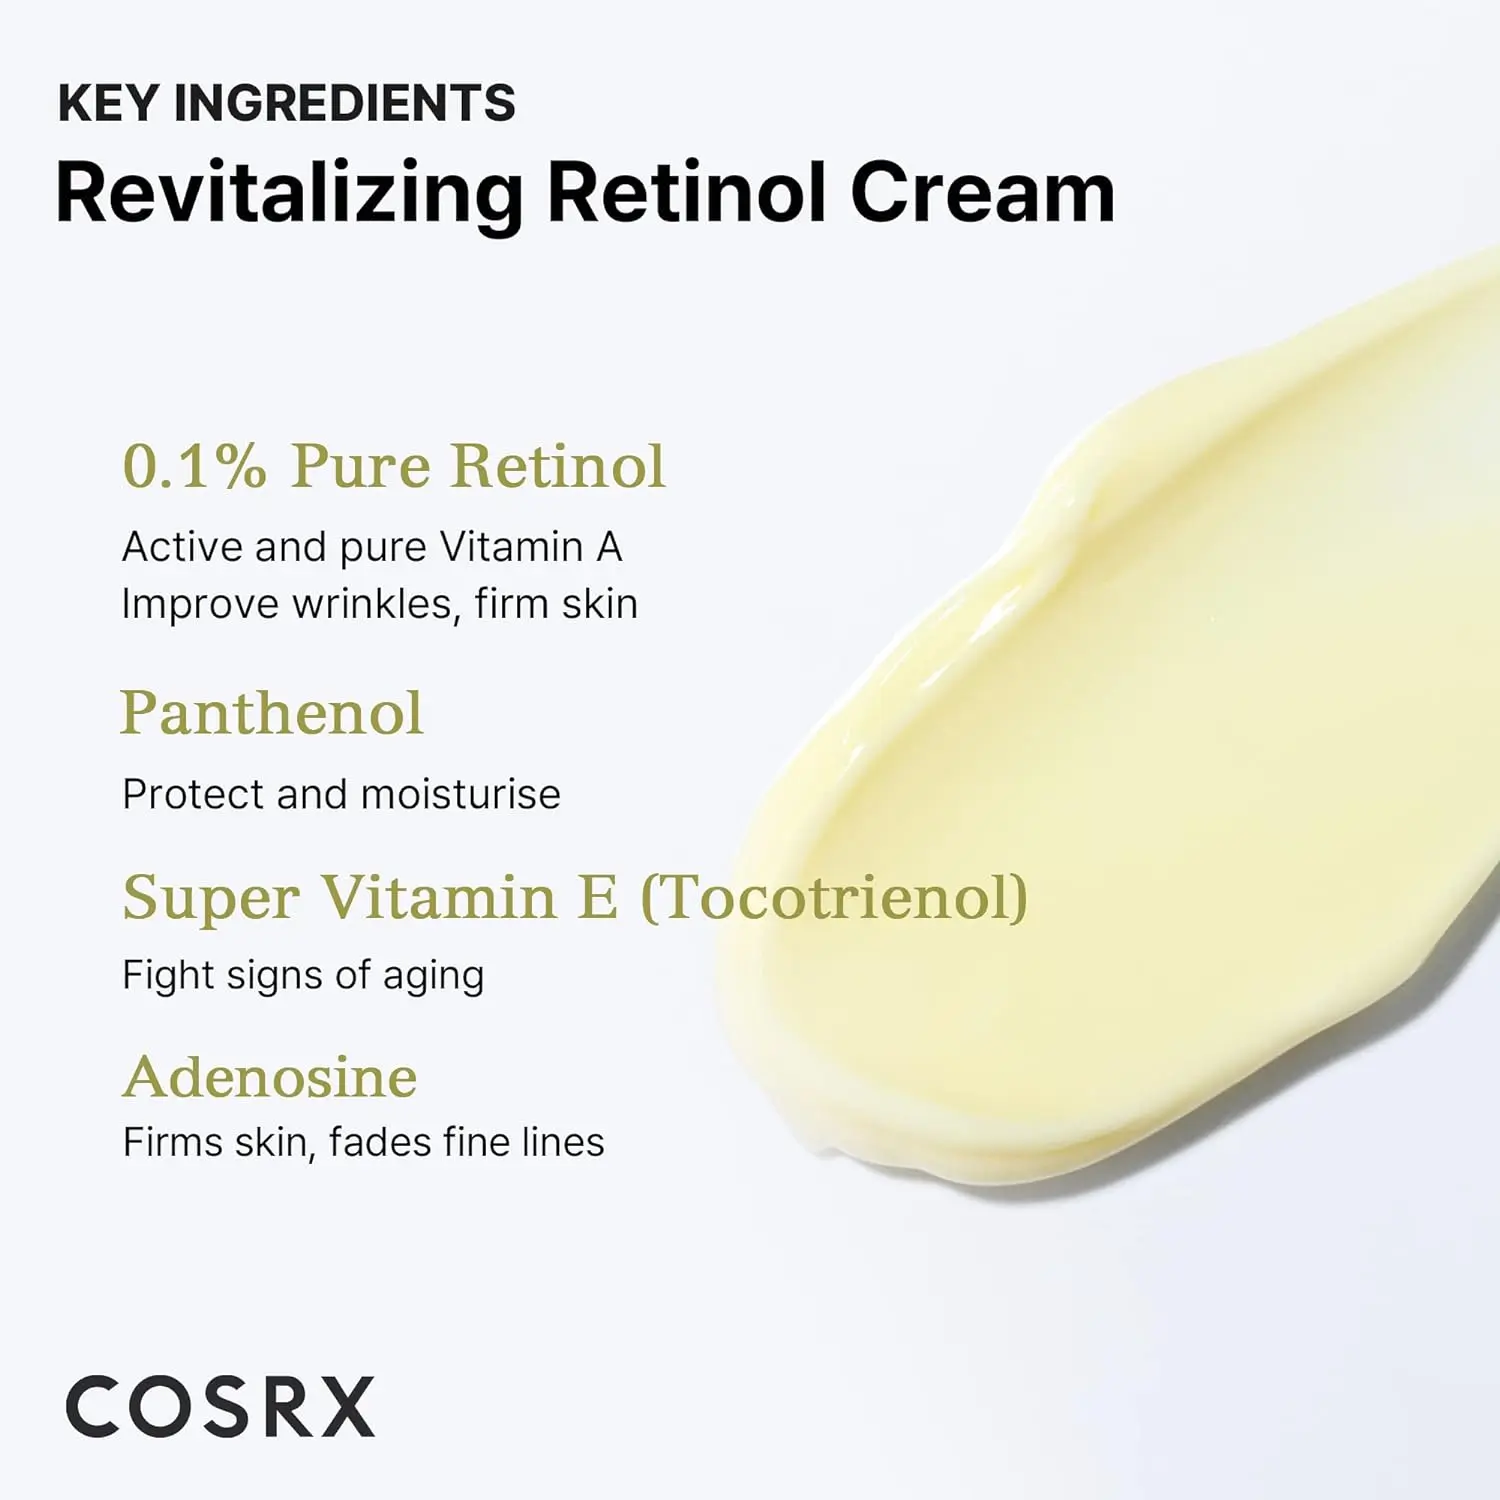 KEY INGREDIENTS
Revitalizing Retinol Cream
0.1% Pure Retinol
Active and pure Vitamin A
Improve wrinkles, firm skin
Panthenol
Protect and moisturise
Super Vitamin E (Tocotrienol)
Fight signs of aging
Adenosine
Firms skin, fades fine lines
COSRX